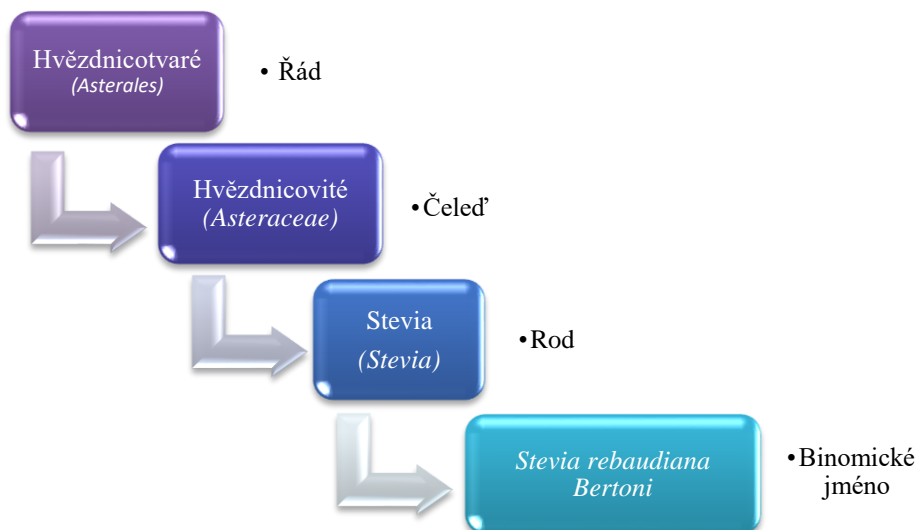 Hvězdnicotvaré
(Asterales)
• Řád
Hvězdnicovité
(Asteraceae)
•Čeleď
Stevia
(Stevia)
•Rod
Stevia rebaudiana
Bertoni
•Binomické
jméno